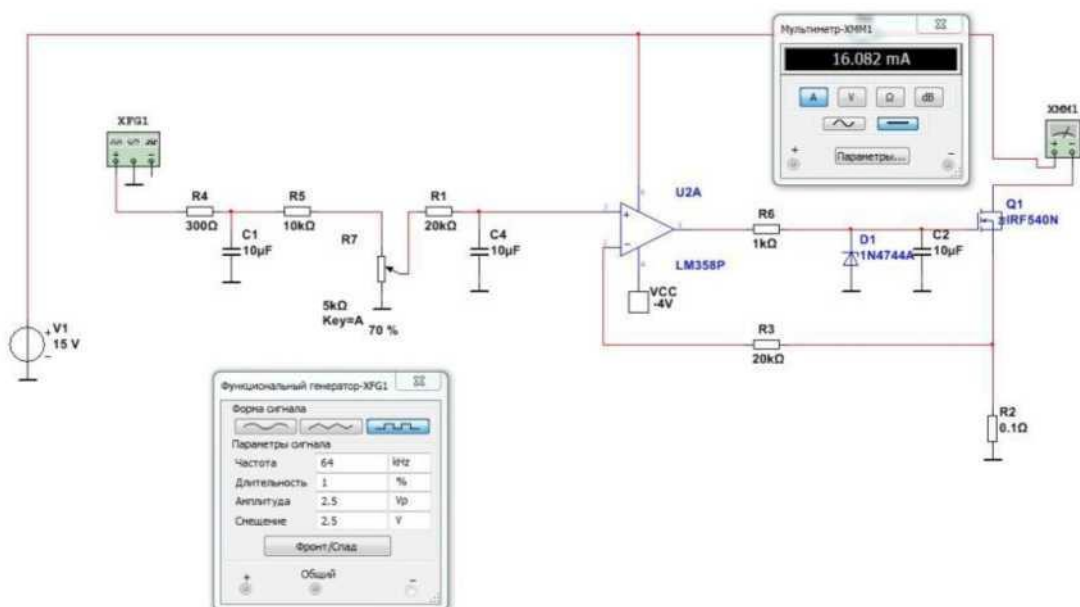 Мультиметр-XMM1
16.082 mA
A
V
Ω
dB
+
Параметры...
-
XMM1
+ -
XFG1
+ -
R4
300Ω
C1
10µF
R5
10kΩ
R7
5kΩ
Key=A
70 %
R1
20kΩ
C4
10µF
U2A
+
-
LM358P
VCC
-4V
R6
1kΩ
D1
1N4744A
C2
10µF
Q1
IRF540N
R3
20kΩ
R2
0.1Ω
V1
15 V
+
-
Функциональный генератор-XFG1
Форма сигнала
Параметры сигнала
Частота 64 kHz
Длительность 1 %
Амплитуда 2.5 Vp
Смещение 2.5 V
Фронт/Спад
Общий
+ -